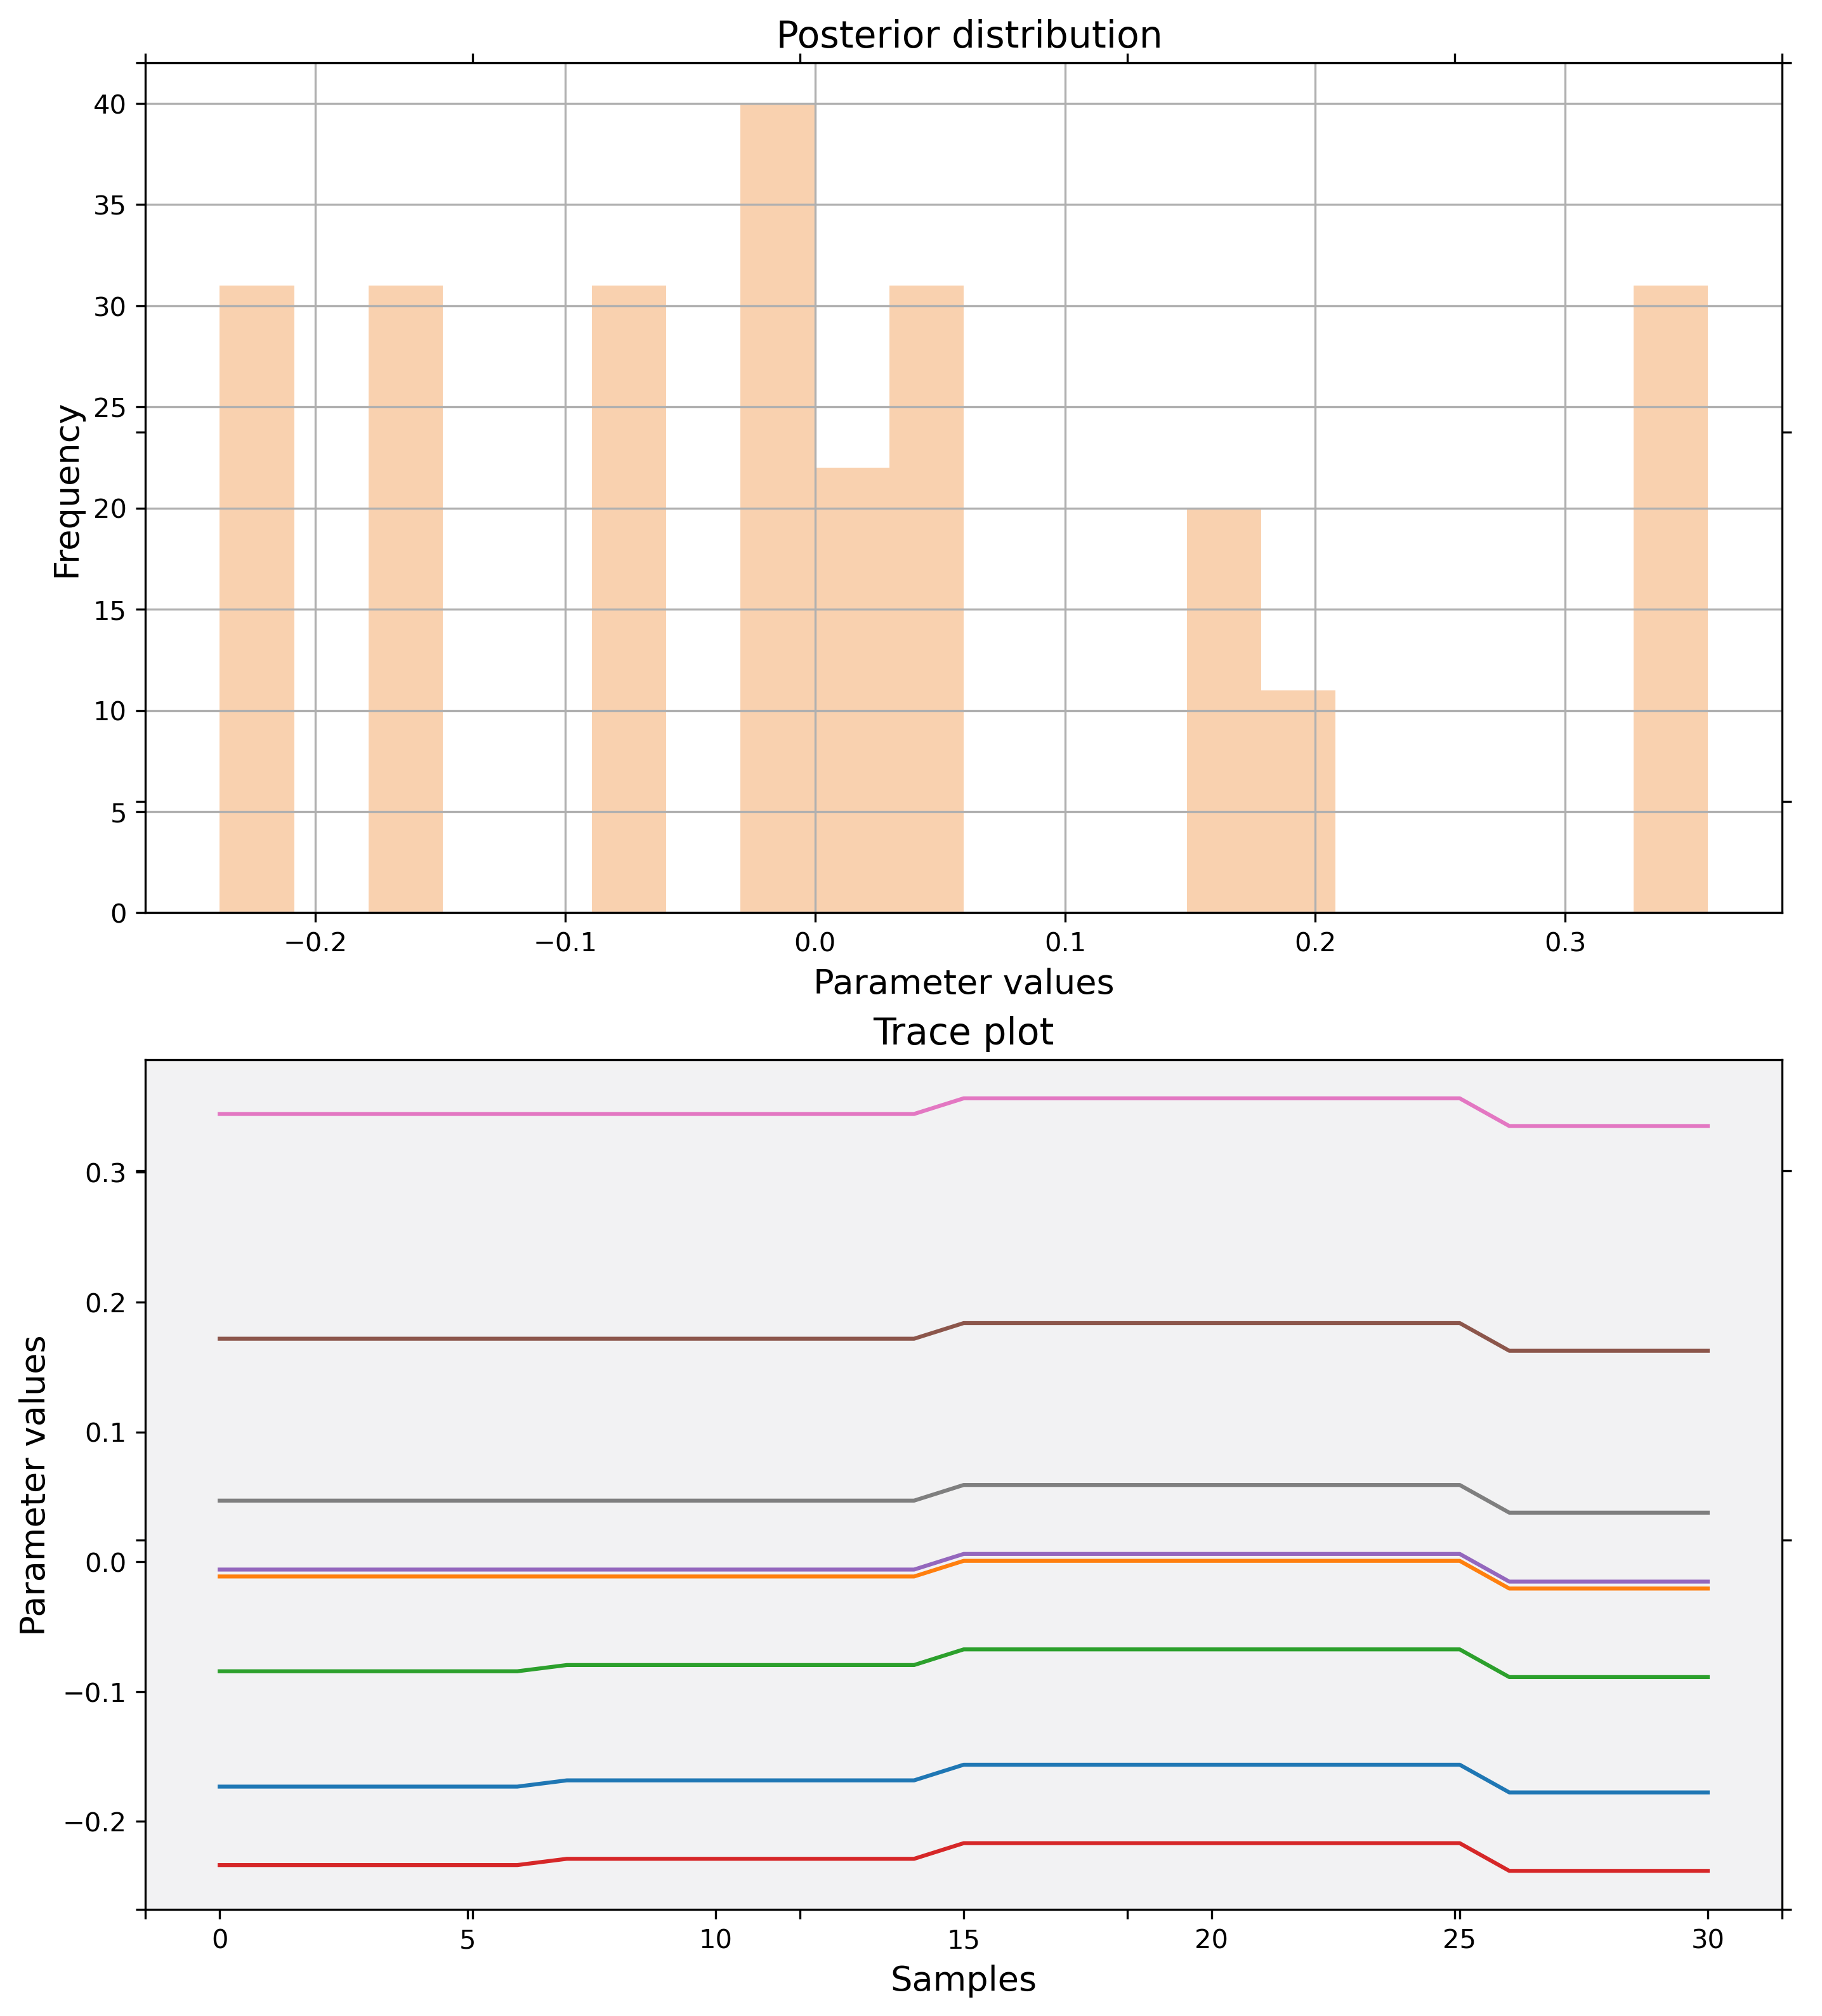 Posterior distribution
40
35
30
25
20
15
10
5
0
Frequency
−0.2 −0.1 0.0 0.1 0.2 0.3
Parameter values
Trace plot
0.3
0.2
0.1
0.0
−0.1
−0.2
Parameter values
0 5 10 15 20 25 30
Samples